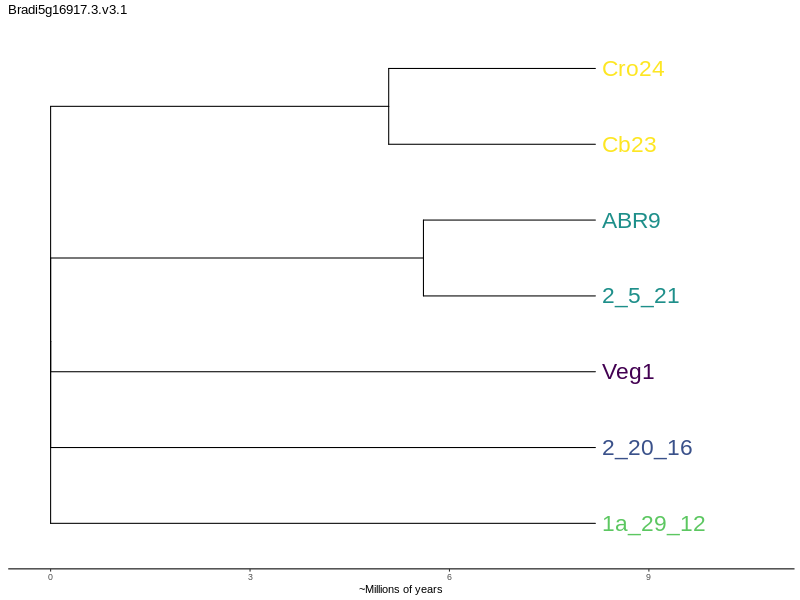 Bradi5g16917.3.v3.1
Cro24
Cb23
ABR9
2_5_21
Veg1
2_20_16
1a_29_12
0 3 6 9
~Millions of years